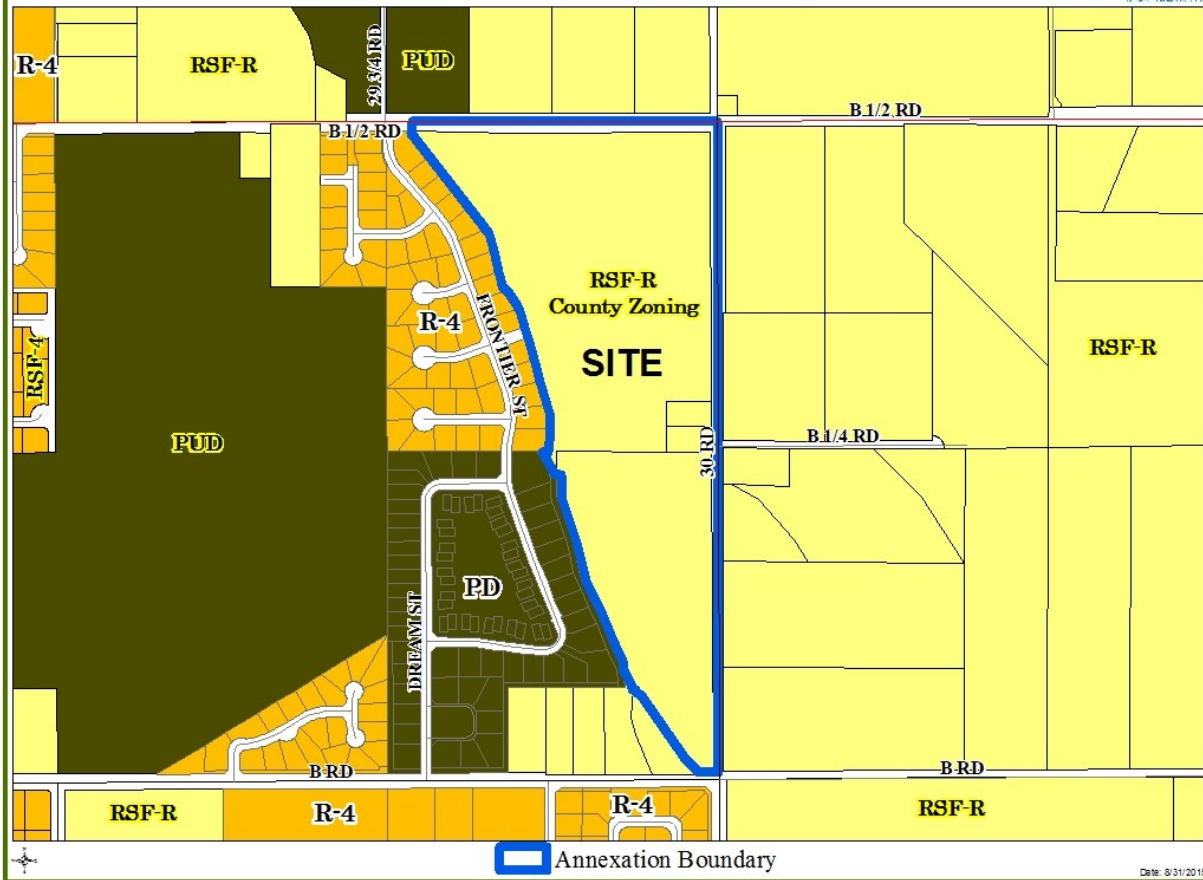 R-4
RSF-R
29 3/4 RD
PUD
B 1/2 RD
B 1/2 RD
RSF-R
County Zoning
SITE
R-4
FRONTIER ST
RSF-4
RSF-R
PUD
30 RD
B 1/4 RD
PD
DREAM ST
B RD
B RD
RSF-R
R-4
R-4
RSF-R
Annexation Boundary